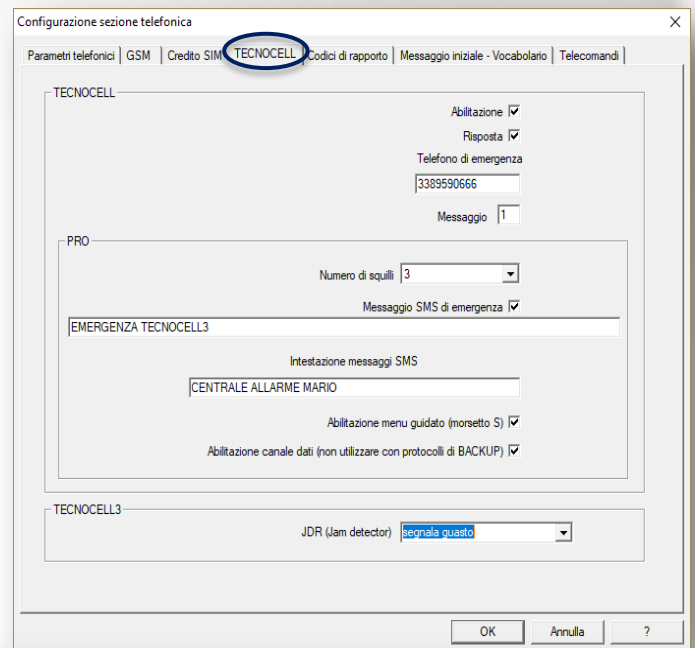 Configurazione sezione telefonica
Parametri telefonici GSM Credito SIM TECNOCELL Codici di rapporto Messaggio iniziale - Vocabolario Telecomandi
TECNOCELL
Abilitazione
Risposta
Telefono di emergenza
3389590666
Messaggio 1
PRO
Numero di squilli 3
Messaggio SMS di emergenza
EMERGENZA TECNOCELL3
Intestazione messaggi SMS
CENTRALE ALLARME MARIO
Abilitazione menu guidato (morsetto S)
Abilitazione canale dati (non utilizzare con protocolli di BACKUP)
TECNOCELL3
JDR (Jam detector) segnala guasto
OK Annulla ?